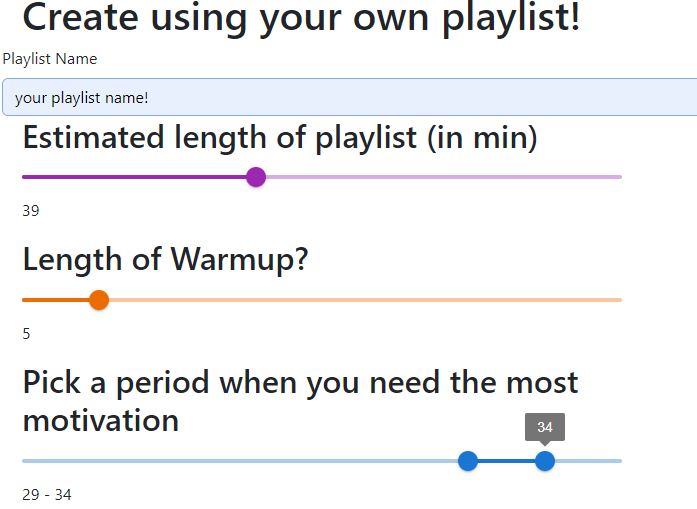 Create using your own playlist!
Playlist Name
your playlist name!
Estimated length of playlist (in min)
39
Length of Warmup?
5
Pick a period when you need the most
motivation
34
29 - 34